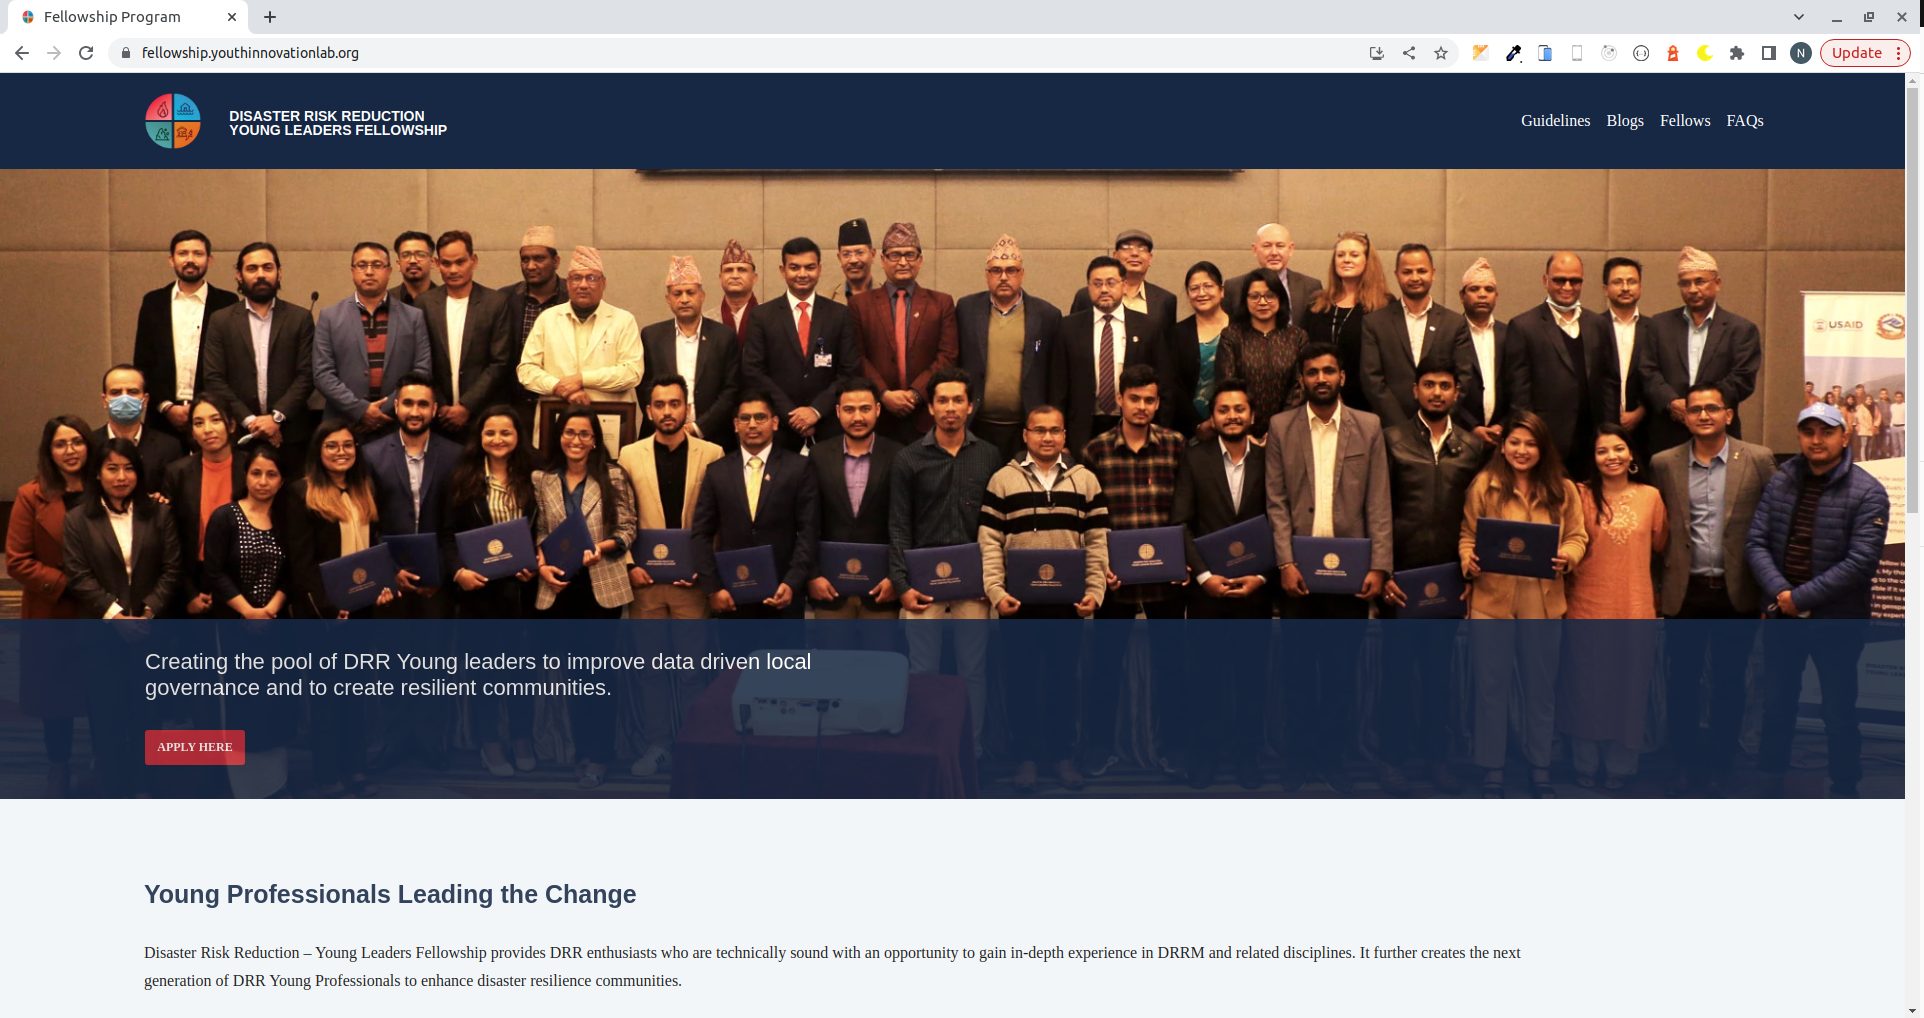 Fellowship Program
fellowship.youthinnovationlab.org
N
Update
DISASTER RISK REDUCTION
YOUNG LEADERS FELLOWSHIP
Guidelines Blogs Fellows FAQs
USAID
Creating the pool of DRR Young leaders to improve data driven local
governance and to create resilient communities.
APPLY HERE
Young Professionals Leading the Change
Disaster Risk Reduction – Young Leaders Fellowship provides DRR enthusiasts who are technically sound with an opportunity to gain in-depth experience in DRRM and related disciplines. It further creates the next
generation of DRR Young Professionals to enhance disaster resilience communities.